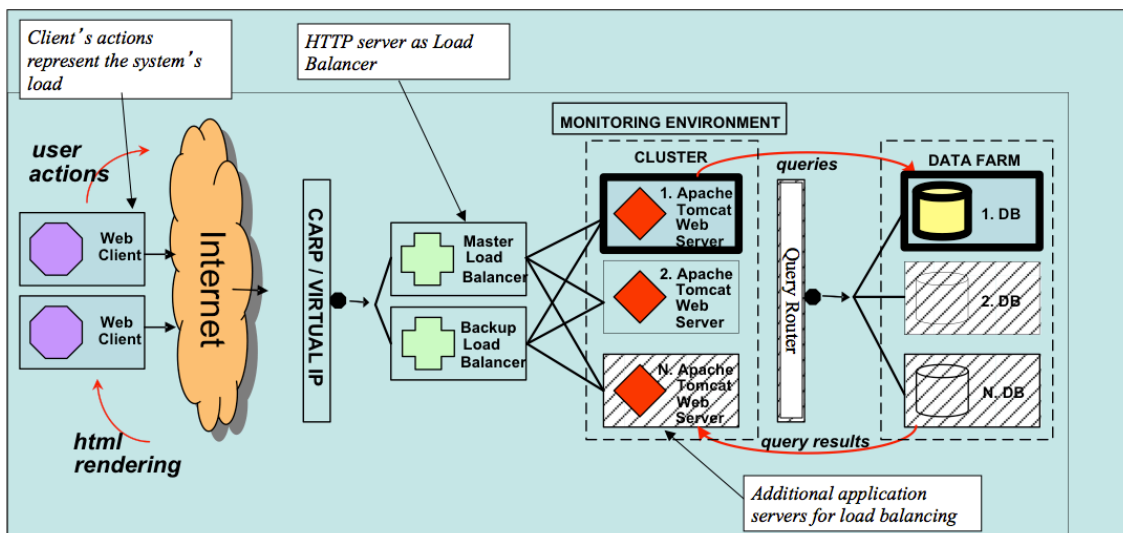 Client's actions
represent the system's
load
HTTP server as Load
Balancer
MONITORING ENVIRONMENT
user
actions
CLUSTER
queries
DATA FARM
Web
Client
Web
Client
Internet
CARP / VIRTUAL IP
Master
Load
Balancer
Backup
Load
Balancer
1. Apache
Tomcat
Web
Server
2. Apache
Tomcat
Web
Server
N. Apache
Tomcat
Web
Server
Query Router
1. DB
2. DB
N. DB
html
rendering
query results
Additional application
servers for load balancing